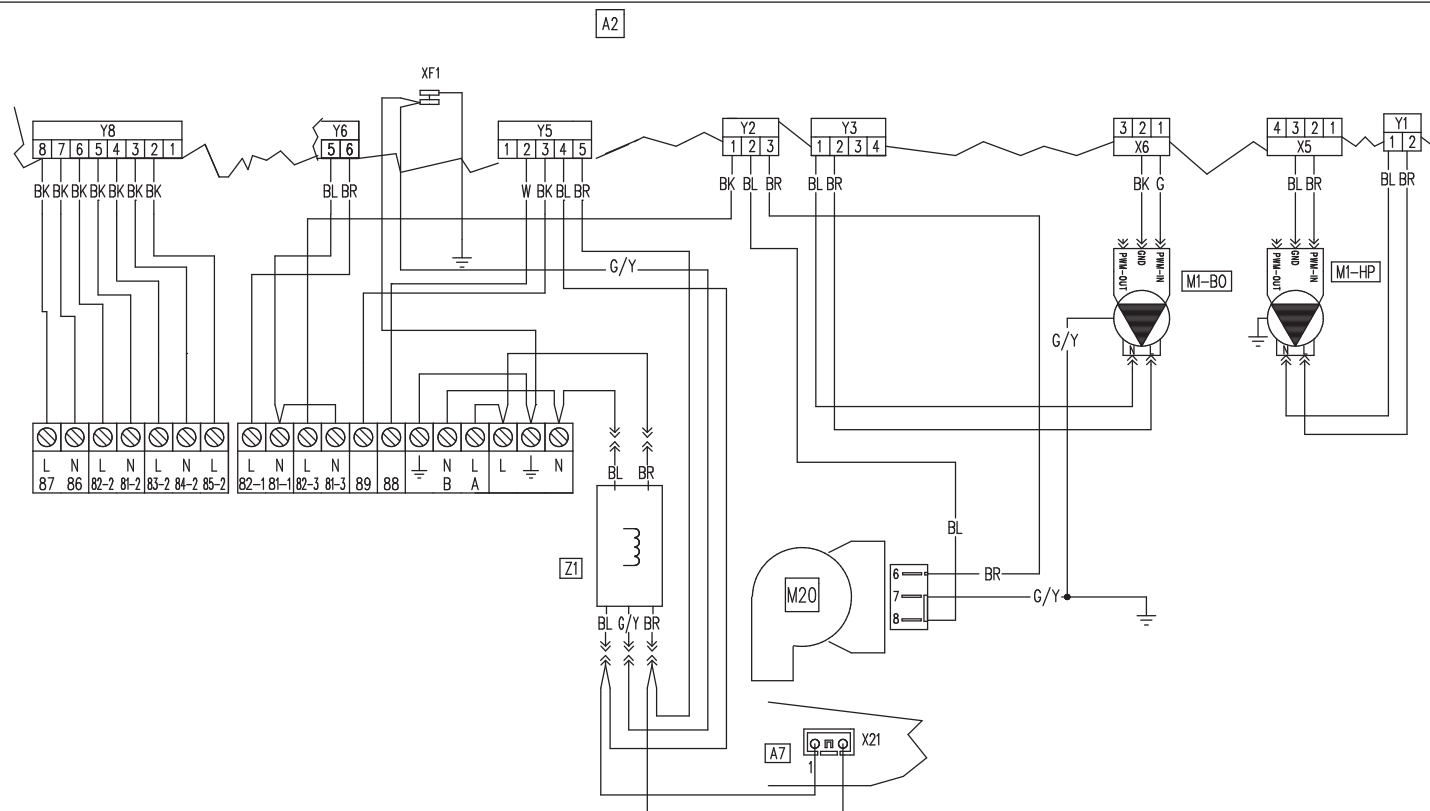 A2
XF1
Y8
8 7 6 5 4 3 2 1
BK BK BK BK BK BK BK
Y6
5 6
BL BR
Y5
1 2 3 4 5
W BK BL BR
Y2
1 2 3
BK BL BR
Y3
1 2 3 4
BL BR
3 2 1
X6
BK G
4 3 2 1
X5
BL BR
Y1
1 2
BL BR
G/Y
PWM-OUT
GND
PWM-IN
M1-BO
PWM-OUT
GND
PWM-IN
M1-HP
G/Y
N L
N L
L N L N L N L
87 86 82-2 81-2 83-2 84-2 85-2
L N L N
82-1 81-1 82-3 81-3 89 88
N L L N
B A
BL BR
Z1
BL G/Y BR
BL
M20
6
7
8
BR
G/Y
A7
X21
1